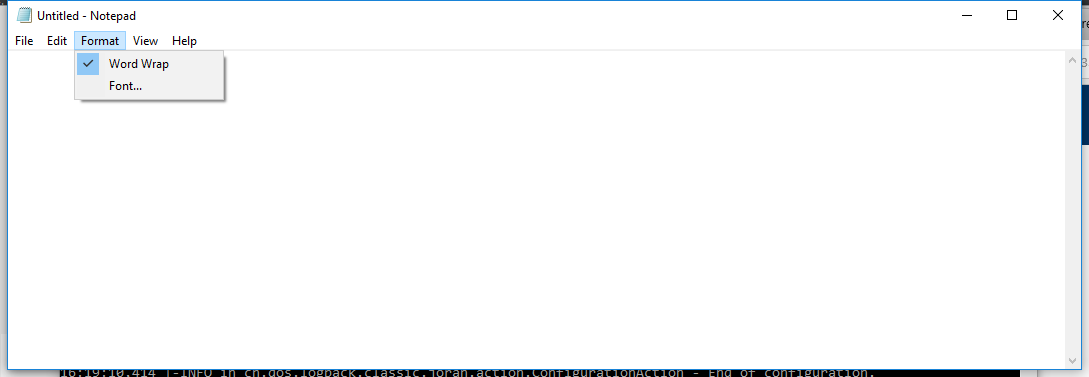 Untitled - Notepad
File Edit Format View Help
Word Wrap
Font...
16:19:10.414 |-INFO in ch.qos.logback.classic.joran.action.ConfigurationAction - End of configuration.